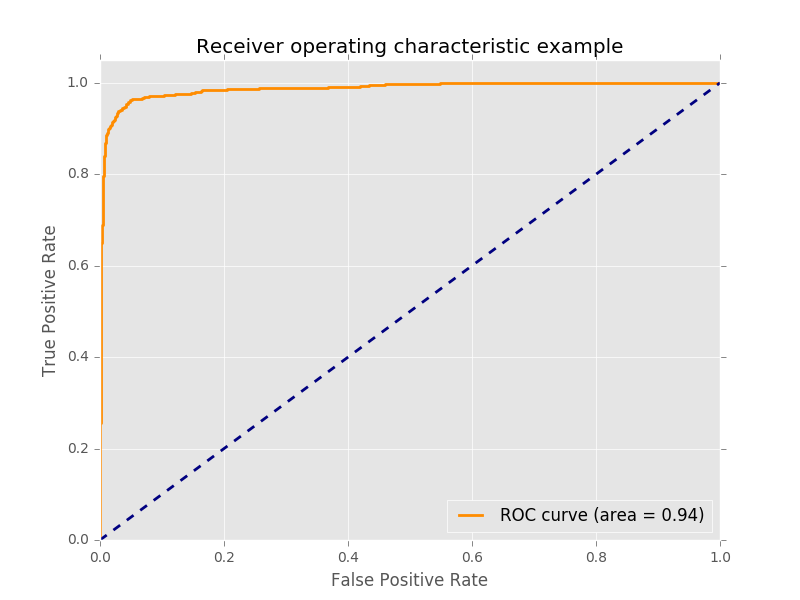 Receiver operating characteristic example
1.0
0.8
0.6
0.4
0.2
0.0
True Positive Rate
ROC curve (area = 0.94)
0.0 0.2 0.4 0.6 0.8 1.0
False Positive Rate